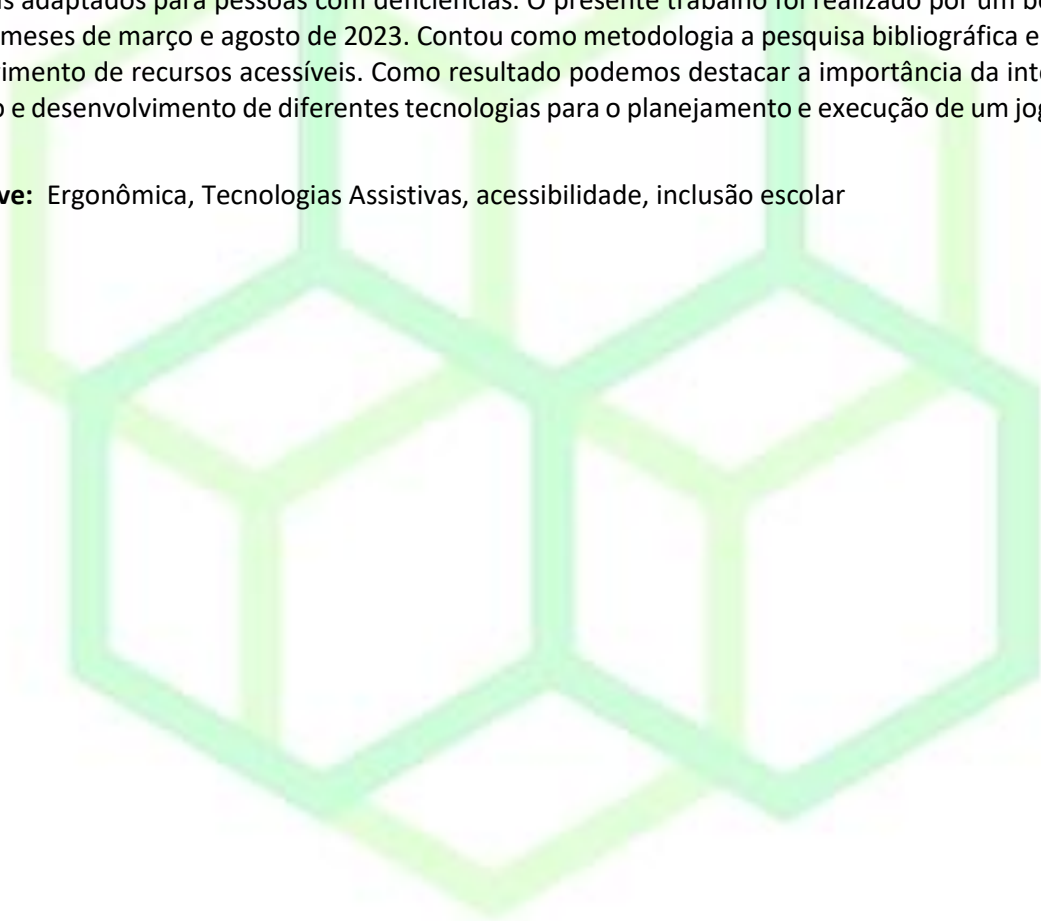 adaptados para pessoas com deficiências. O presente trabalho foi realizado por um
meses de março e agosto de 2023. Contou como metodologia a pesquisa bibliográfica e
de recursos acessíveis. Como resultado podemos destacar a importância da
e desenvolvimento de diferentes tecnologias para o planejamento e execução de um
Ergonômica, Tecnologias Assistivas, acessibilidade, inclusão escolar